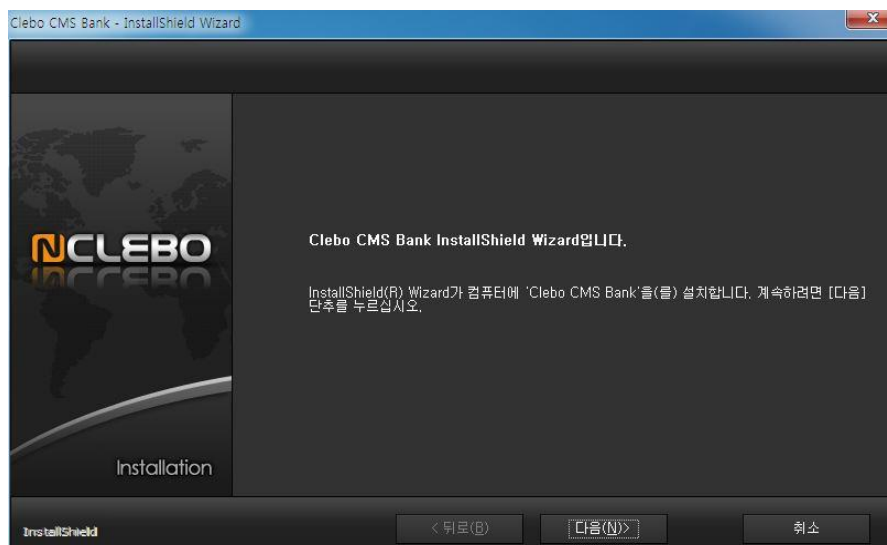 Clebo CMS Bank - InstallShield Wizard
NCLEBO
Clebo CMS Bank InstallShield Wizard입니다.
InstallShield(R) Wizard가 컴퓨터에 'Clebo CMS Bank'을(를) 설치합니다. 계속하려면 [다음]
단추를 누르십시오.
Installation
InstallShield
< 뒤로(B)
다음(N)>
취소